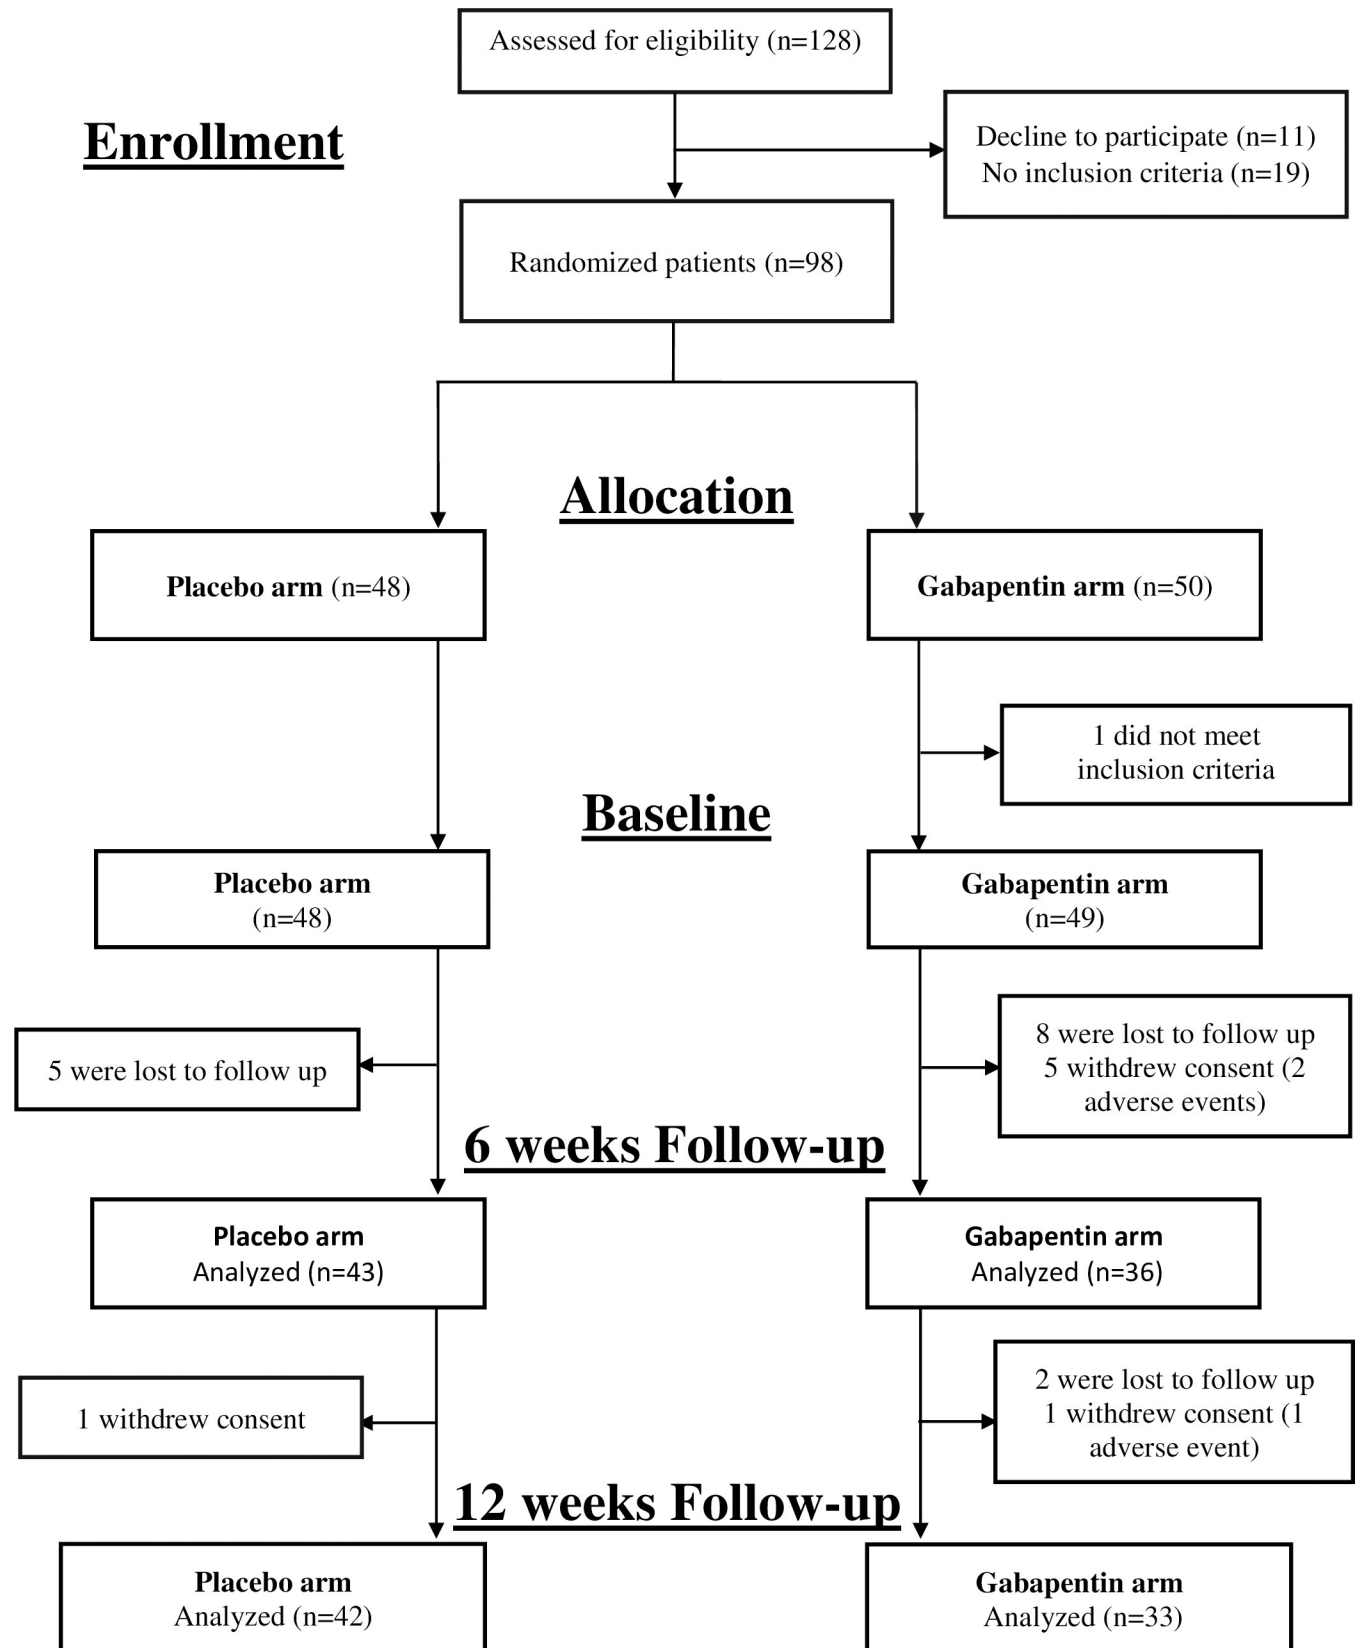 Assessed for eligibility (n=128)
Enrollment
Decline to participate (n=11)
No inclusion criteria (n=19)
Randomized patients (n=98)
Allocation
Placebo arm (n=48)
Gabapentin arm (n=50)
1 did not meet
inclusion criteria
Baseline
Placebo arm
(n=48)
Gabapentin arm
(n=49)
5 were lost to follow up
8 were lost to follow up
5 withdrew consent (2
adverse events)
6 weeks Follow-up
Placebo arm
Analyzed (n=43)
Gabapentin arm
Analyzed (n=36)
1 withdrew consent
2 were lost to follow up
1 withdrew consent (1
adverse event)
12 weeks Follow-up
Placebo arm
Analyzed (n=42)
Gabapentin arm
Analyzed (n=33)